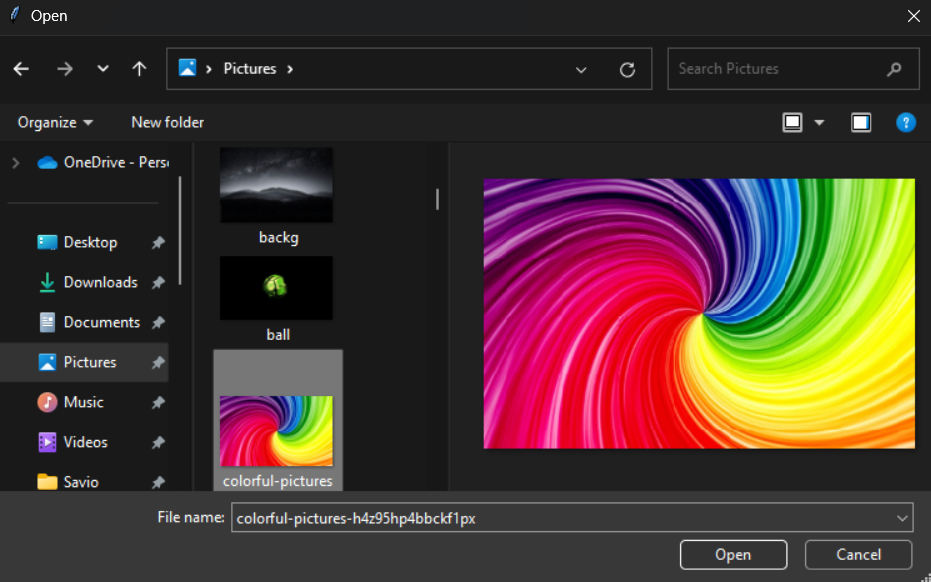 Open
Pictures
Search Pictures
Organize
New folder
?
OneDrive - Pers
Desktop
Downloads
Documents
Pictures
Music
Videos
Savio
backg
ball
colorful-pictures
File name: colorful-pictures-h4z95hp4bbckf1px
Open
Cancel